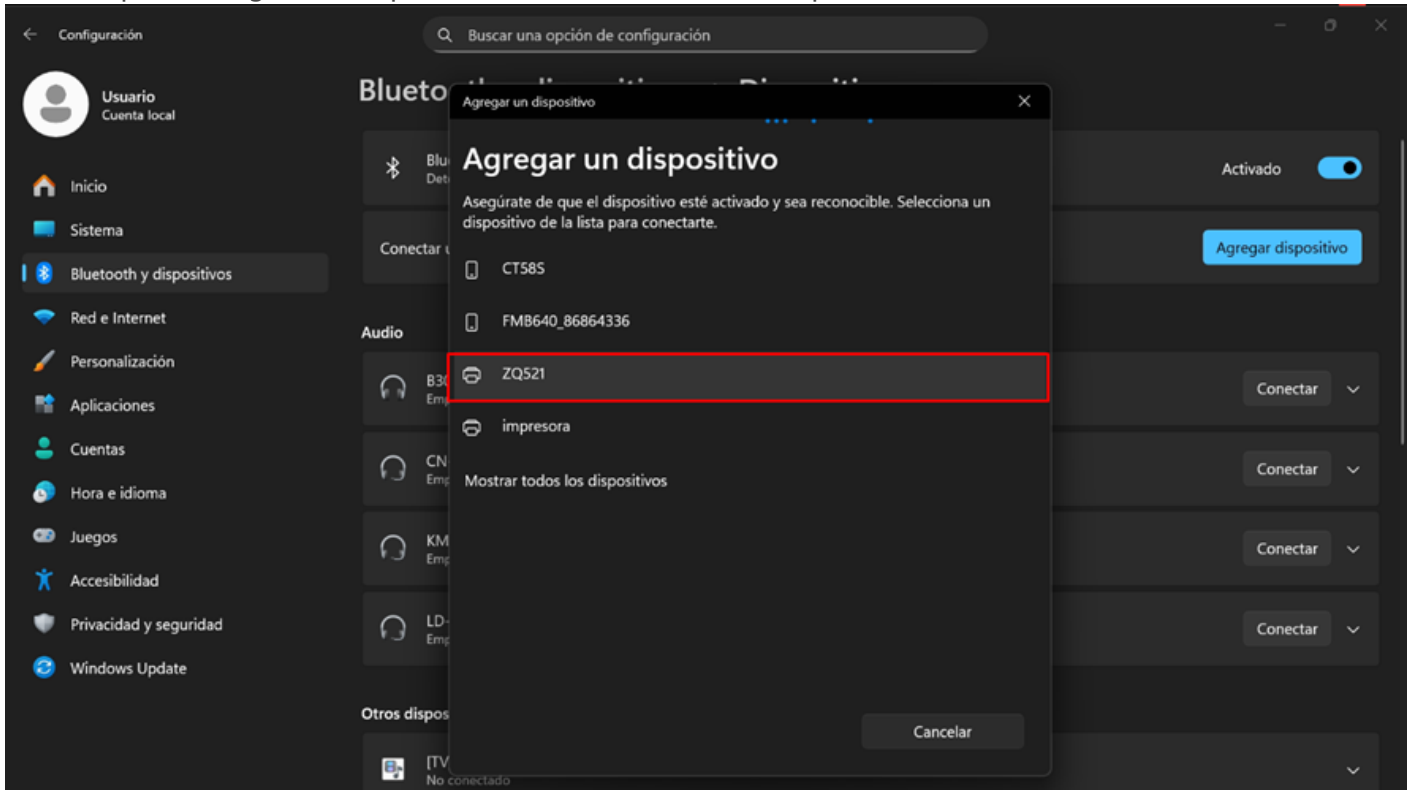 Configuración
Buscar una opción de configuración
Usuario
Cuenta local
Inicio
Sistema
Bluetooth y dispositivos
Red e Internet
Personalización
Aplicaciones
Cuentas
Hora e idioma
Juegos
Accesibilidad
Privacidad y seguridad
Windows Update
Activado
Agregar dispositivo
Audio
Conectar
Conectar
Conectar
Conectar
No conectado
Agregar un dispositivo
Agregar un dispositivo
Asegúrate de que el dispositivo esté activado y sea reconocible. Selecciona un
dispositivo de la lista para conectarte.
CT58S
FMB640_86864336
ZQ521
impresora
Mostrar todos los dispositivos
Cancelar